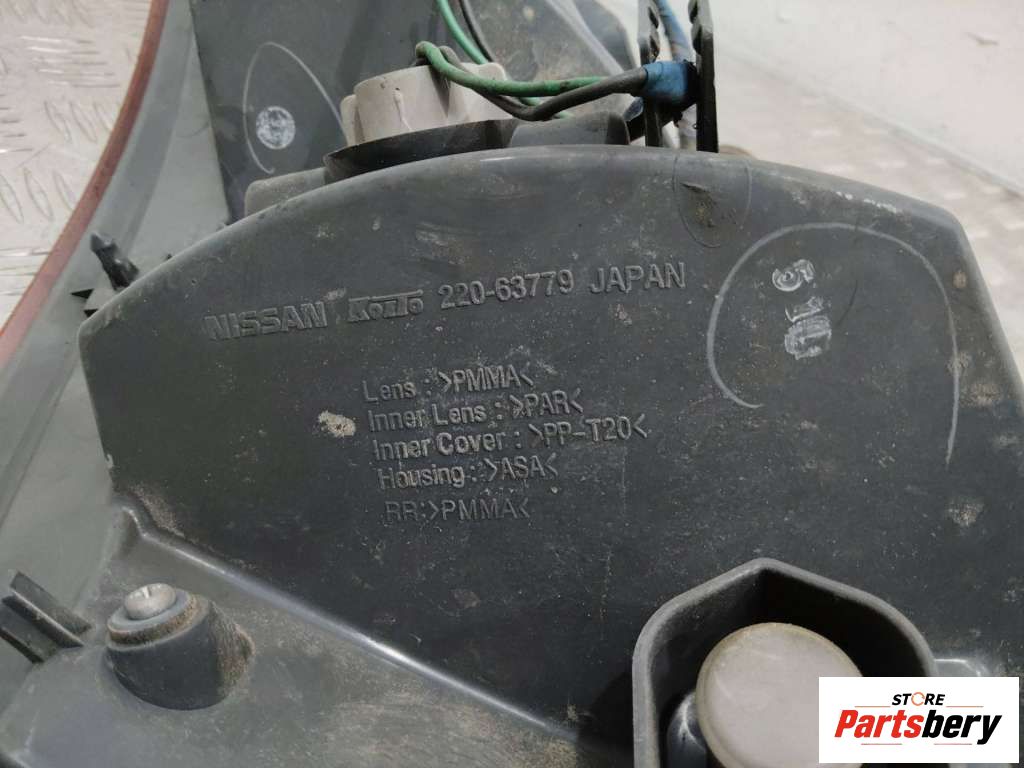 NISSAN Koito 220-63779 JAPAN
Lens : >PMMA<
Inner Lens : >PAR<
Inner Cover : >PP-T20<
Housing : >ASA<
RR:>PMMA<
STORE
Partsbery